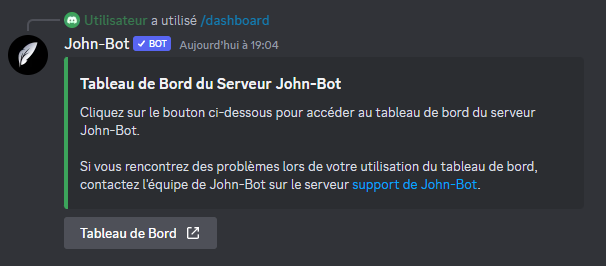 Utilisateur a utilisé /dashboard
John-Bot ✓ BOT Aujourd'hui à 19:04
Tableau de Bord du Serveur John-Bot
Cliquez sur le bouton ci-dessous pour accéder au tableau de bord du serveur
John-Bot.
Si vous rencontrez des problèmes lors de votre utilisation du tableau de bord,
contactez l'équipe de John-Bot sur le serveur support de John-Bot.
Tableau de Bord